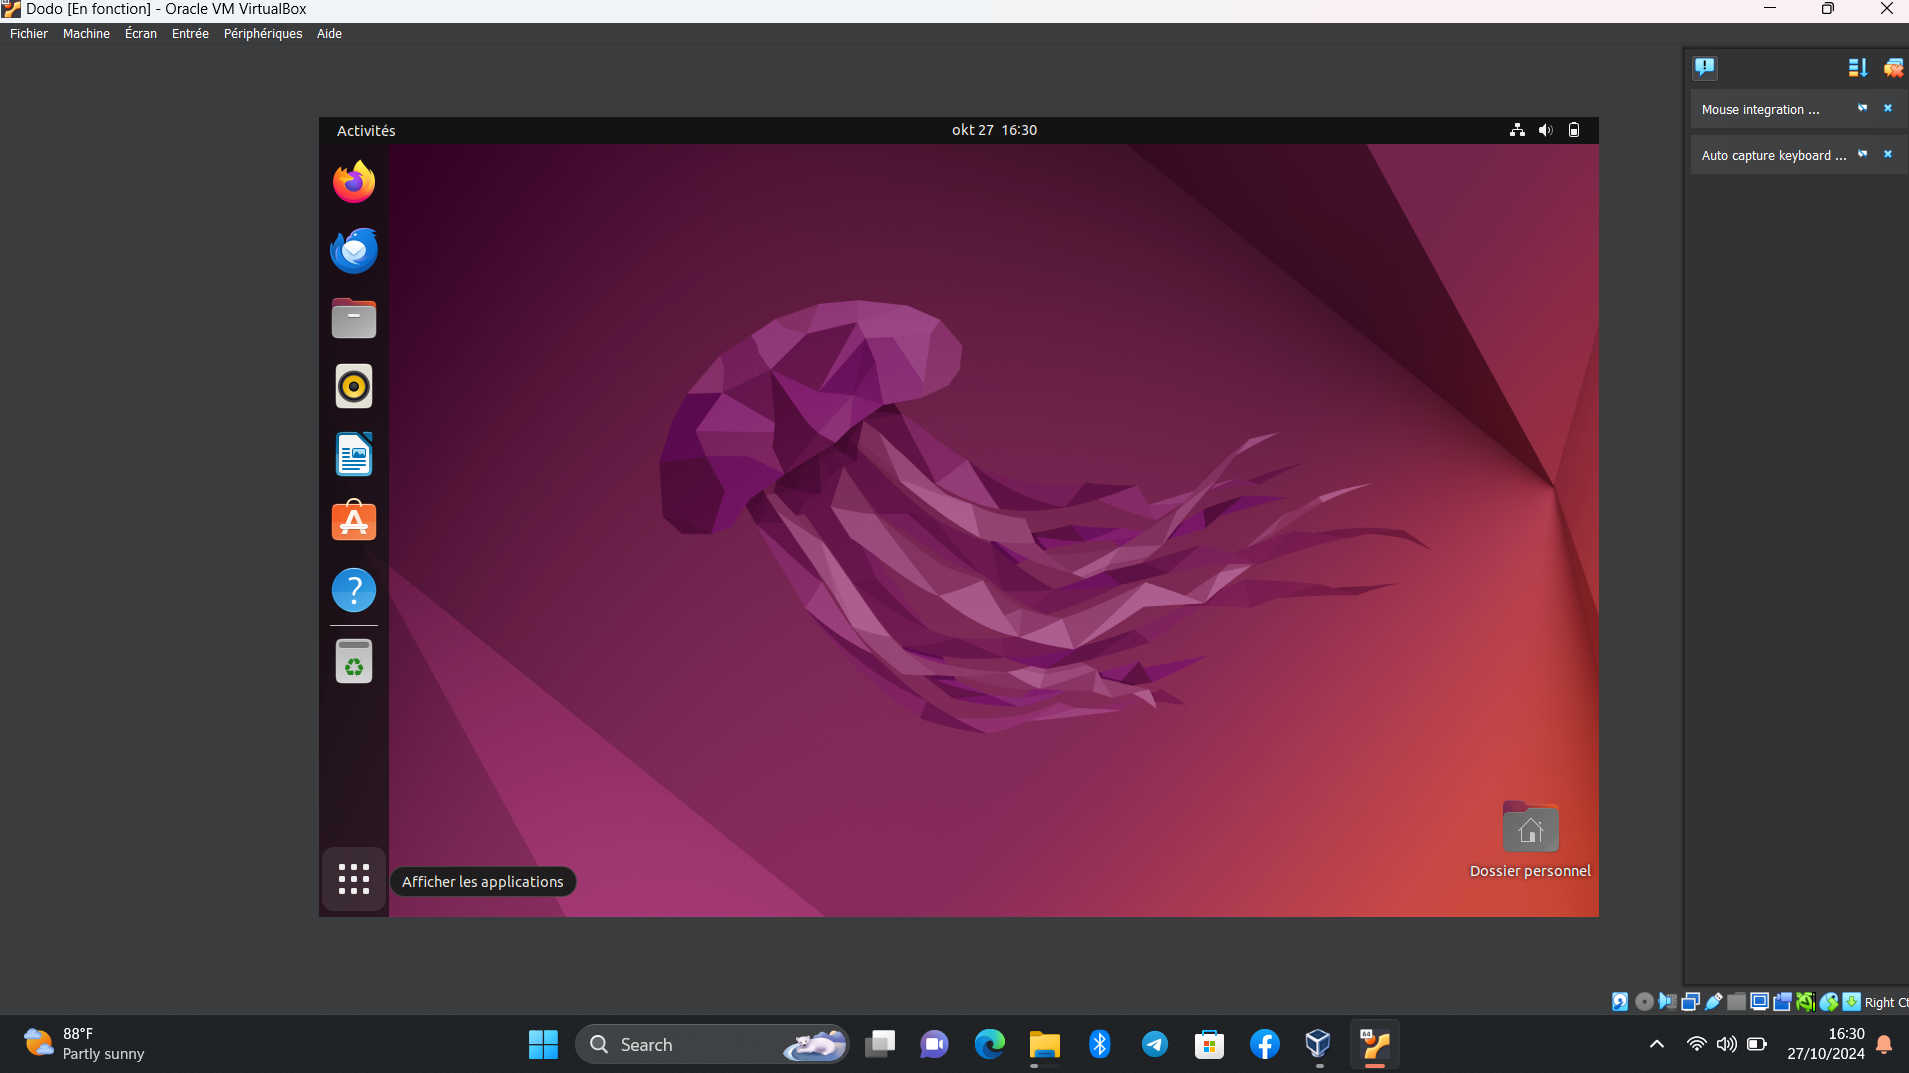 Dodo [En fonction] - Oracle VM VirtualBox
Fichier Machine Écran Entrée Périphériques Aide
Mouse integration ...
Auto capture keyboard ...
Activités
okt 27 16:30
?
Dossier personnel
Afficher les applications
Right Ct
88°F
Partly sunny
Search
64
16:30
27/10/2024